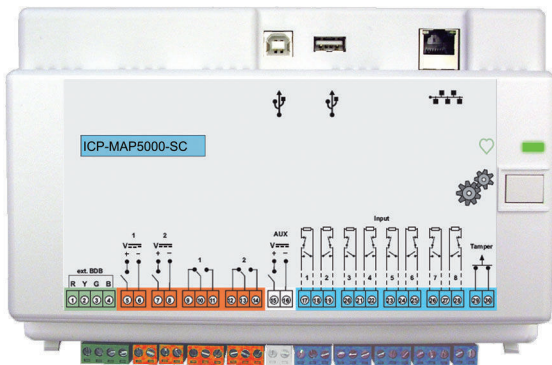 ICP-MAP5000-SC
1 2 AUX Input
V V V
+ - + - + -
1 2 Tamper
ext. BDB
R Y G B
1 2 3 4 5 6 7 8
1 2 3 4 5 6 7 8 9 10 11 12 13 14 15 16 17 18 19 20 21 22 23 24 25 26 27 28 29 30